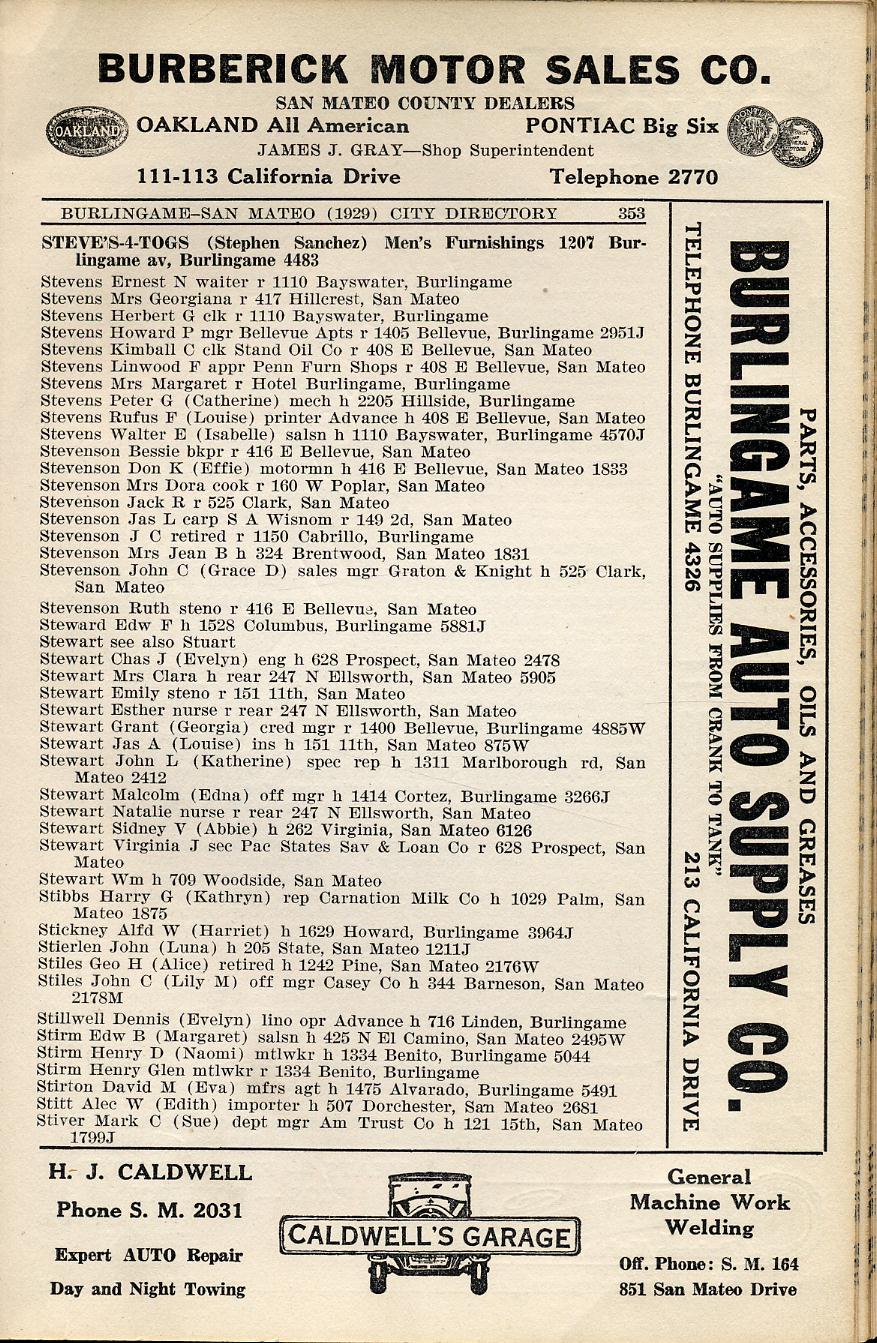 BURBERICK MOTOR SALES CO.
SAN MATEO COUNTY DEALERS
OAKLAND
OAKLAND All American PONTIAC Big Six
PONTIAC
JAMES J. GRAY—Shop Superintendent
111-113 California Drive Telephone 2770
BURLINGAME–SAN MATEO (1929) CITY DIRECTORY 353
STEVE'S-4-TOGS (Stephen Sanchez) Men's Furnishings 1207 Bur-
lingame av, Burlingame 4483
Stevens Ernest N waiter r 1110 Bayswater, Burlingame
Stevens Mrs Georgiana r 417 Hillcrest, San Mateo
Stevens Herbert G clk r 1110 Bayswater, Burlingame
Stevens Howard P mgr Bellevue Apts r 1405 Bellevue, Burlingame 2951J
Stevens Kimball C clk Stand Oil Co r 408 E Bellevue, San Mateo
Stevens Linwood F appr Penn Furn Shops r 408 E Bellevue, San Mateo
Stevens Mrs Margaret r Hotel Burlingame, Burlingame
Stevens Peter G (Catherine) mech h 2205 Hillside, Burlingame
Stevens Rufus F (Louise) printer Advance h 408 E Bellevue, San Mateo
Stevens Walter E (Isabelle) salsn h 1110 Bayswater, Burlingame 4570J
Stevenson Bessie bkpr r 416 E Bellevue, San Mateo
Stevenson Don K (Effie) motormn h 416 E Bellevue, San Mateo 1833
Stevenson Mrs Dora cook r 160 W Poplar, San Mateo
Stevenson Jack R r 525 Clark, San Mateo
Stevenson Jas L carp S A Wisnom r 149 2d, San Mateo
Stevenson J C retired r 1150 Cabrillo, Burlingame
Stevenson Mrs Jean B h 324 Brentwood, San Mateo 1831
Stevenson John C (Grace D) sales mgr Graton & Knight h 525 Clark,
San Mateo
Stevenson Ruth steno r 416 E Bellevue, San Mateo
Steward Edw F h 1528 Columbus, Burlingame 5881J
Stewart see also Stuart
Stewart Chas J (Evelyn) eng h 628 Prospect, San Mateo 2478
Stewart Mrs Clara h rear 247 N Ellsworth, San Mateo 5905
Stewart Emily steno r 151 11th, San Mateo
Stewart Esther nurse r rear 247 N Ellsworth, San Mateo
Stewart Grant (Georgia) cred mgr r 1400 Bellevue, Burlingame 4885W
Stewart Jas A (Louise) ins h 151 11th, San Mateo 875W
Stewart John L (Katherine) spec rep h 1311 Marlborough rd, San
Mateo 2412
Stewart Malcolm (Edna) off mgr h 1414 Cortez, Burlingame 3266J
Stewart Natalie nurse r rear 247 N Ellsworth, San Mateo
Stewart Sidney V (Abbie) h 262 Virginia, San Mateo 6126
Stewart Virginia J sec Pac States Sav & Loan Co r 628 Prospect, San
Mateo
Stewart Wm h 709 Woodside, San Mateo
Stibbs Harry G (Kathryn) rep Carnation Milk Co h 1029 Palm, San
Mateo 1875
Stickney Alfd W (Harriet) h 1629 Howard, Burlingame 3964J
Stierlen John (Luna) h 205 State, San Mateo 1211J
Stiles Geo H (Alice) retired h 1242 Pine, San Mateo 2176W
Stiles John C (Lily M) off mgr Casey Co h 344 Barneson, San Mateo
2178M
Stillwell Dennis (Evelyn) lino opr Advance h 716 Linden, Burlingame
Stirm Edw B (Margaret) salsn h 425 N El Camino, San Mateo 2495W
Stirm Henry D (Naomi) mtlwkr h 1334 Benito, Burlingame 5044
Stirm Henry Glen mtlwkr r 1334 Benito, Burlingame
Stirton David M (Eva) mfrs agt h 1475 Alvarado, Burlingame 5491
Stitt Alec W (Edith) importer h 507 Dorchester, San Mateo 2681
Stiver Mark C (Sue) dept mgr Am Trust Co h 121 15th, San Mateo
1799J
PARTS, ACCESSORIES, OILS AND GREASES
BURLINGAME AUTO SUPPLY CO.
"AUTO SUPPLIES FROM CRANK TO TANK"
TELEPHONE BURLINGAME 4326 213 CALIFORNIA DRIVE
H. J. CALDWELL
Phone S. M. 2031
Expert AUTO Repair
Day and Night Towing
CALDWELL'S GARAGE
General
Machine Work
Welding
Off. Phone: S. M. 164
851 San Mateo Drive